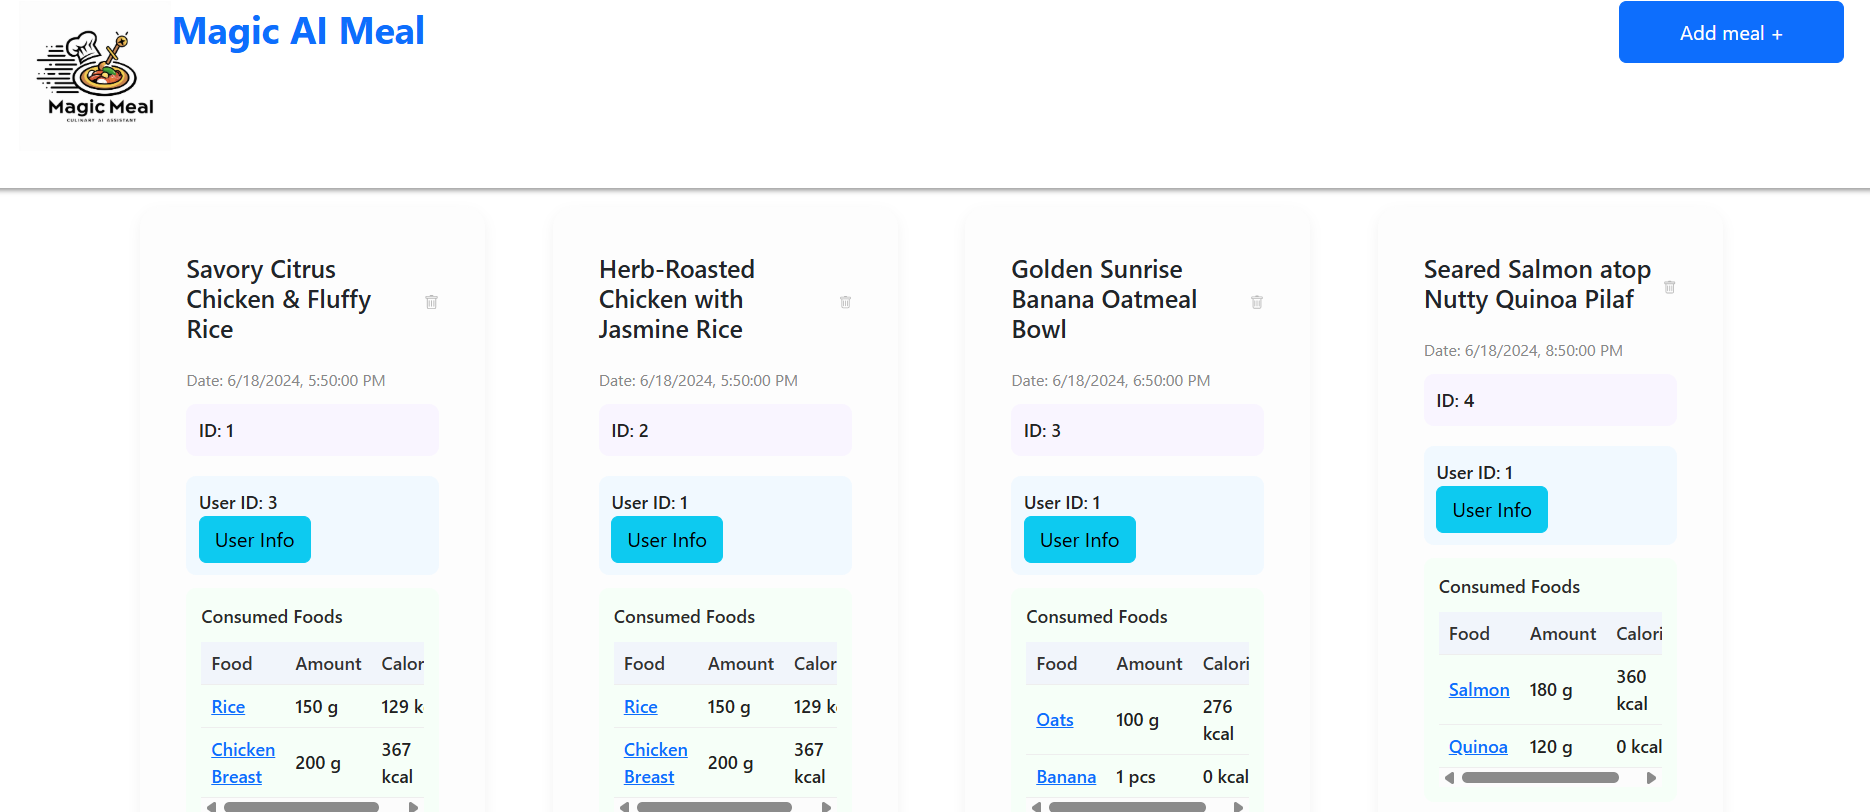 Magic AI Meal
Add meal +
Magic Meal
CULINARY AI ASSISTANT
Savory Citrus
Chicken & Fluffy
Rice
Date: 6/18/2024, 5:50:00 PM
ID: 1
User ID: 3
User Info
Consumed Foods
Food Amount Calor
Rice 150 g 129 k
Chicken
Breast 200 g 367
kcal
Herb-Roasted
Chicken with
Jasmine Rice
Date: 6/18/2024, 5:50:00 PM
ID: 2
User ID: 1
User Info
Consumed Foods
Food Amount Calor
Rice 150 g 129 k
Chicken
Breast 200 g 367
kcal
Golden Sunrise
Banana Oatmeal
Bowl
Date: 6/18/2024, 6:50:00 PM
ID: 3
User ID: 1
User Info
Consumed Foods
Food Amount Calori
Oats 100 g 276
kcal
Banana 1 pcs 0 kcal
Seared Salmon atop
Nutty Quinoa Pilaf
Date: 6/18/2024, 8:50:00 PM
ID: 4
User ID: 1
User Info
Consumed Foods
Food Amount Calori
Salmon 180 g 360
kcal
Quinoa 120 g 0 kcal